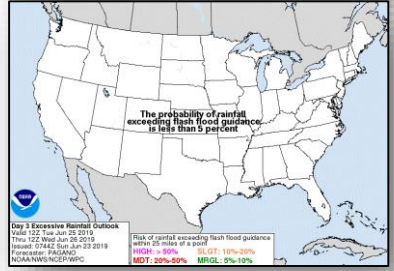 The probability of rainfall
exceeding flash flood guidance
is less than 5 percent
NOAA
Day 3 Excessive Rainfall Outlook
Valid 12Z Tue Jun 25 2019
Thru 12Z Wed Jun 26 2019
Issued: 0744Z Sun Jun 23 2019
Forecaster: PAGANO
NOAA/NWS/NCEP/WPC
Risk of rainfall exceeding flash flood guidance
within 25 miles of a point
HIGH: > 50% SLGT: 10%-20%
MDT: 20%-50% MRGL: 5%-10%